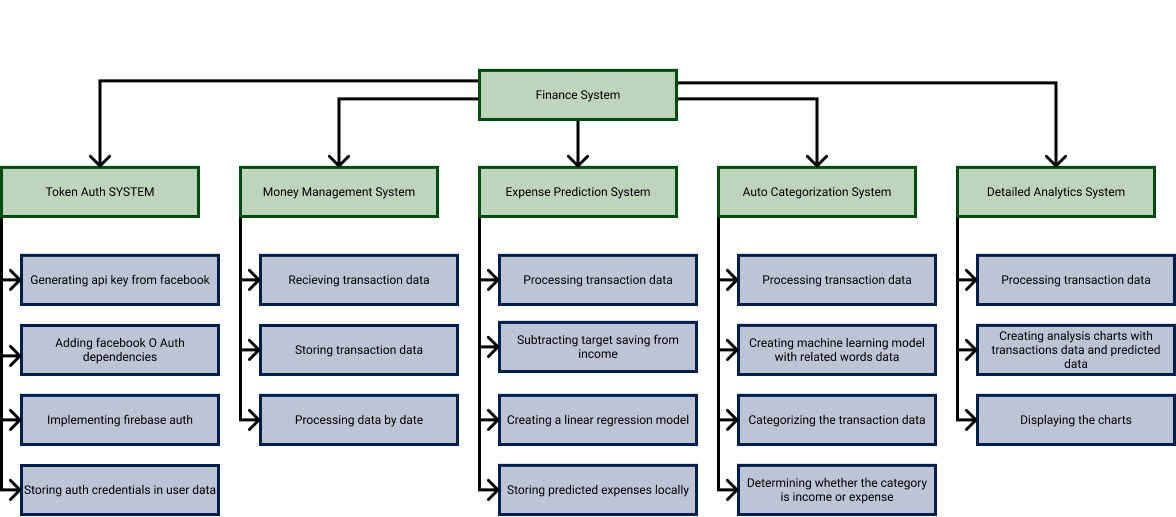 Finance System
Token Auth SYSTEM
Money Management System
Expense Prediction System
Auto Categorization System
Detailed Analytics System
Generating api key from facebook
Adding facebook O Auth
dependencies
Implementing firebase auth
Storing auth credentials in user data
Recieving transaction data
Storing transaction data
Processing data by date
Processing transaction data
Subtracting target saving from
income
Creating a linear regression model
Storing predicted expenses locally
Processing transaction data
Creating machine learning model
with related words data
Categorizing the transaction data
Determining whether the category
is income or expense
Processing transaction data
Creating analysis charts with
transactions data and predicted
data
Displaying the charts